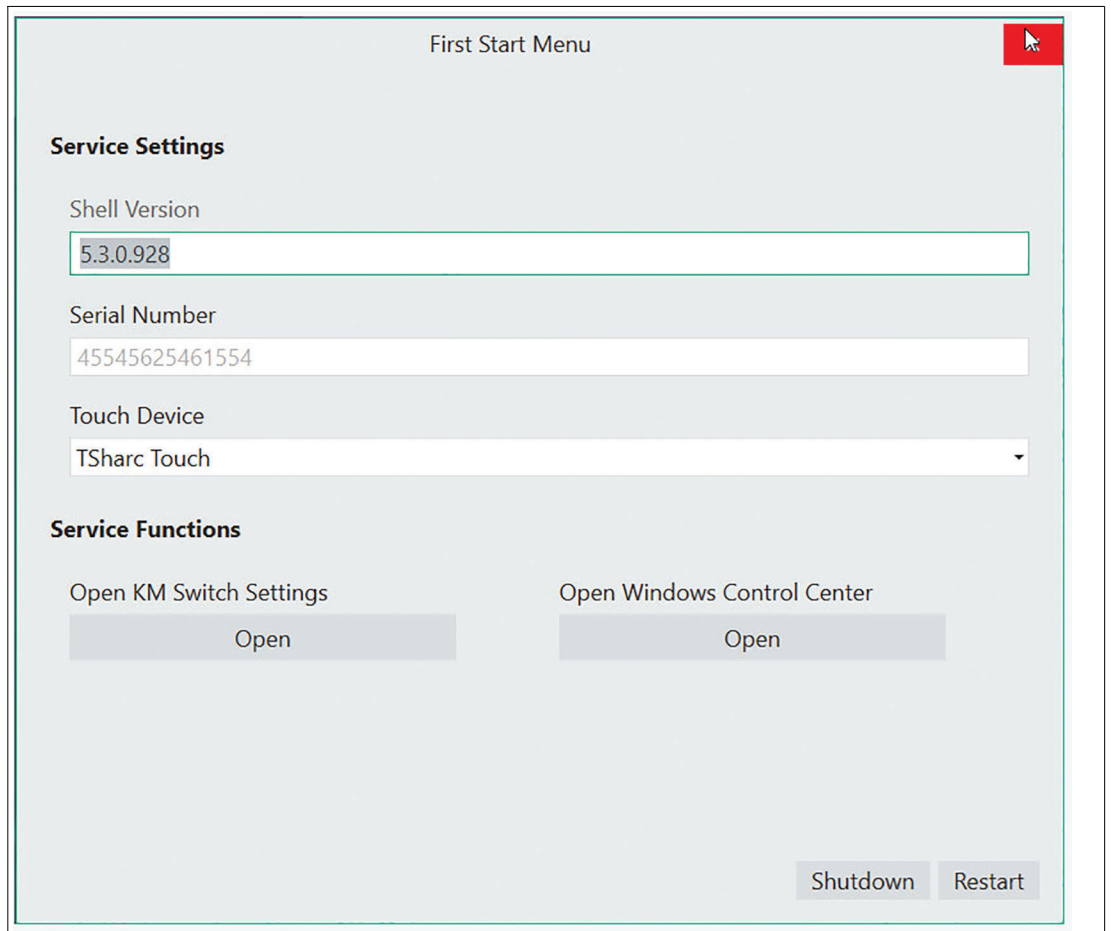 First Start Menu
Service Settings
Shell Version
5.3.0.928
Serial Number
45545625461554
Touch Device
TSharc Touch
Service Functions
Open KM Switch Settings
Open Windows Control Center
Open
Open
Shutdown
Restart